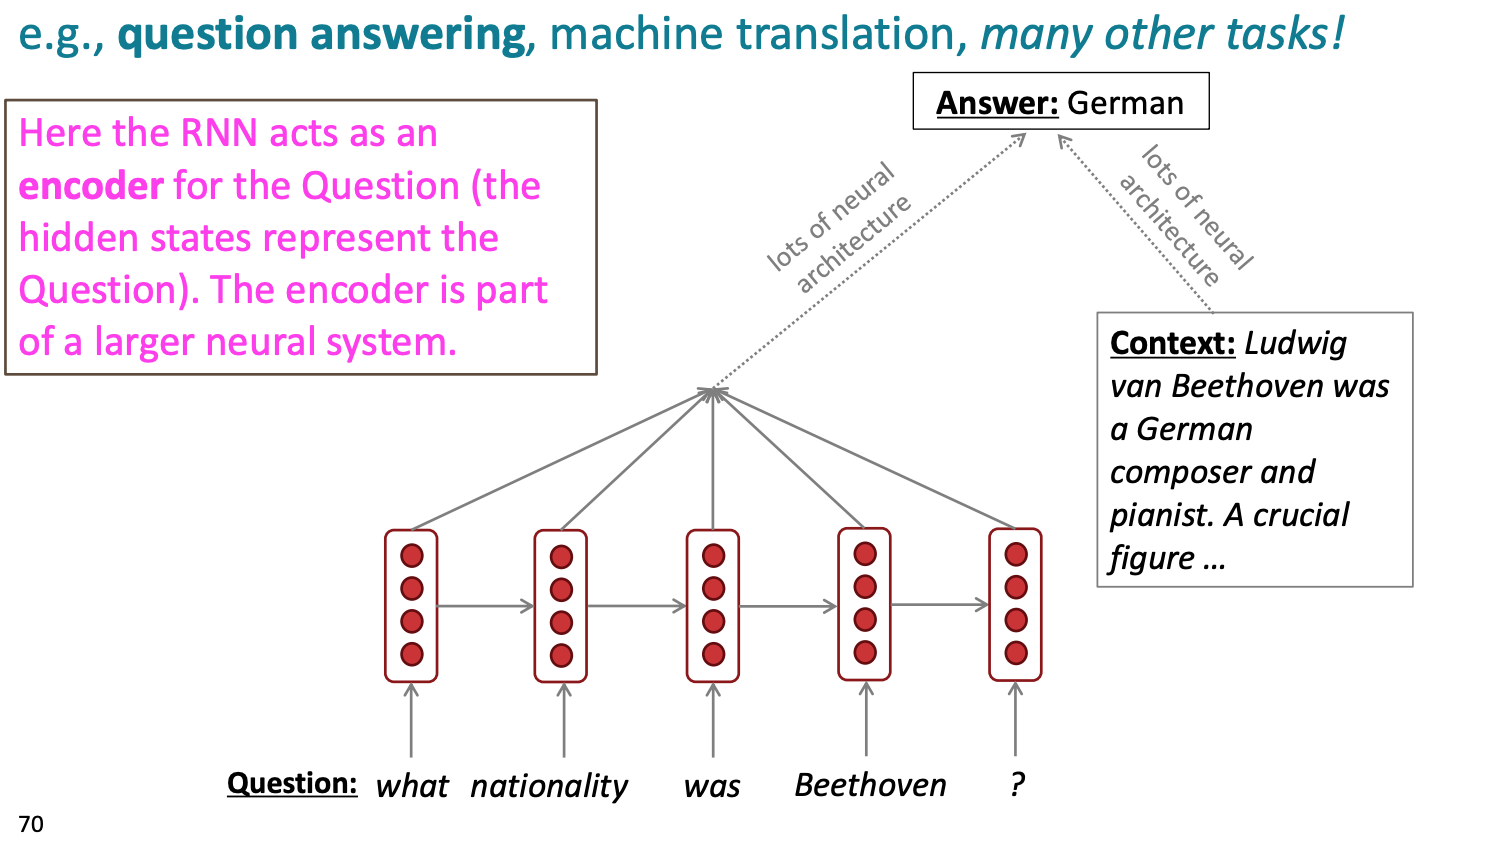 e.g., question answering, machine translation, many other tasks!
Here the RNN acts as an
encoder for the Question (the
hidden states represent the
Question). The encoder is part
of a larger neural system.
Answer: German
lots of neural
architecture
lots of neural
architecture
Context: Ludwig
van Beethoven was
a German
composer and
pianist. A crucial
figure ...
Question: what nationality was Beethoven ?
70